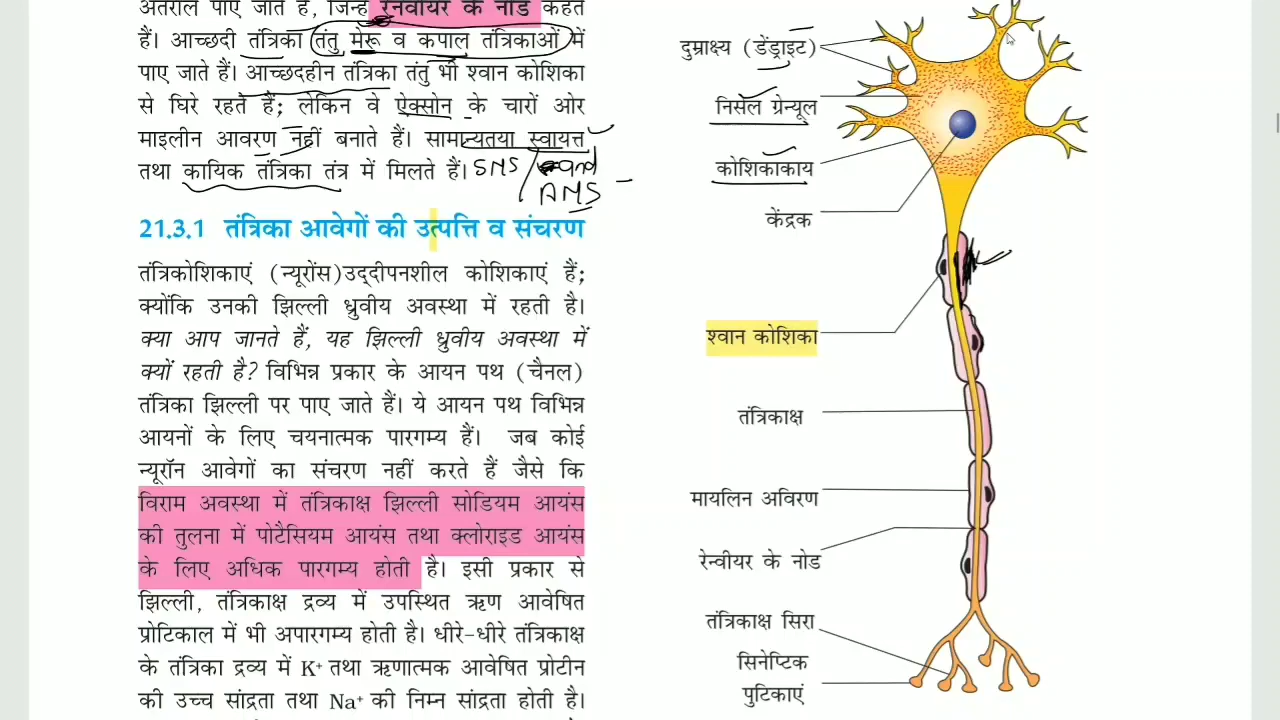 अंतराल पाए जाते हैं, जिन्हें रेनवीयर के नोड कहते
हैं। आच्छदी तंत्रिका तंतु मेरू व कपाल तंत्रिकाओं में
पाए जाते हैं। आच्छदहीन तंत्रिका तंतु भी श्वान कोशिका
से घिरे रहते हैं; लेकिन वे ऐक्सोन के चारों ओर
माइलीन आवरण नहीं बनाते हैं। सामान्यतया स्वायत्त
तथा कायिक तंत्रिका तंत्र में मिलते हैं।
SNS
and
ANS
21.3.1 तंत्रिका आवेगों की उत्पत्ति व संचरण
तंत्रिकोशिकाएं (न्यूरोंस)उद्दीपनशील कोशिकाएं हैं;
क्योंकि उनकी झिल्ली ध्रुवीय अवस्था में रहती है।
क्या आप जानते हैं, यह झिल्ली ध्रुवीय अवस्था में
क्यों रहती है? विभिन्न प्रकार के आयन पथ (चैनल)
तंत्रिका झिल्ली पर पाए जाते हैं। ये आयन पथ विभिन्न
आयनों के लिए चयनात्मक पारगम्य हैं। जब कोई
न्यूरॉन आवेगों का संचरण नहीं करते हैं जैसे कि
विराम अवस्था में तंत्रिकाक्ष झिल्ली सोडियम आयंस
की तुलना में पोटैसियम आयंस तथा क्लोराइड आयंस
के लिए अधिक पारगम्य होती है। इसी प्रकार से
झिल्ली, तंत्रिकाक्ष द्रव्य में उपस्थित ऋण आवेषित
प्रोटिकाल में भी अपारगम्य होती है। धीरे-धीरे तंत्रिकाक्ष
के तंत्रिका द्रव्य में K+ तथा ऋणात्मक आवेषित प्रोटीन
की उच्च सांद्रता तथा Na+ की निम्न सांद्रता होती है।
दुम्राक्ष्य (डेंड्राइट)
निसेल ग्रेन्यूल
कोशिकाकाय
केंद्रक
श्वान कोशिका
तंत्रिकाक्ष
मायलिन अविरण
रेन्वीयर के नोड
तंत्रिकाक्ष सिरा
सिनेप्टिक
पुटिकाएं